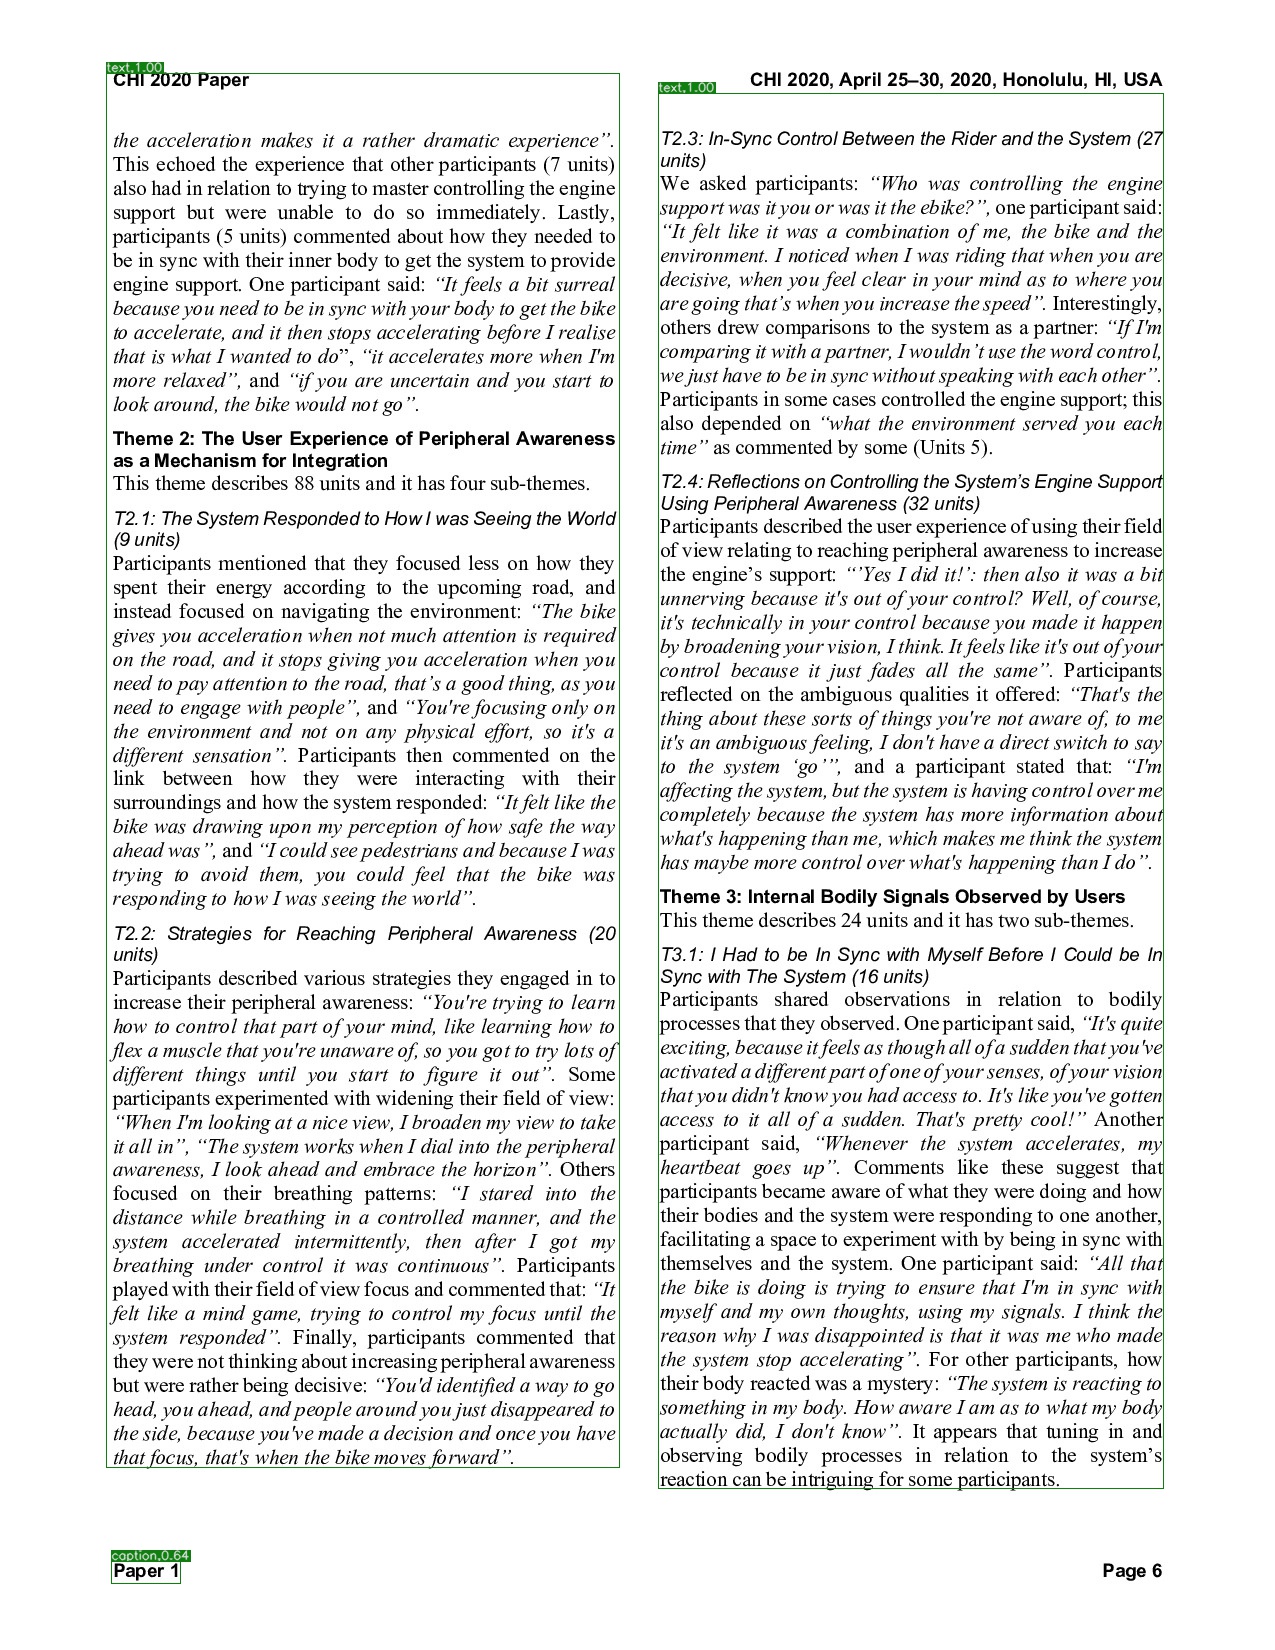 text,1.00
CHI 2020 Paper
text,1.00
CHI 2020, April 25–30, 2020, Honolulu, HI, USA
the acceleration makes it a rather dramatic experience”.
This echoed the experience that other participants (7 units)
also had in relation to trying to master controlling the engine
support but were unable to do so immediately. Lastly,
participants (5 units) commented about how they needed to
be in sync with their inner body to get the system to provide
engine support. One participant said: “It feels a bit surreal
because you need to be in sync with your body to get the bike
to accelerate, and it then stops accelerating before I realise
that is what I wanted to do”, “it accelerates more when I'm
more relaxed”, and “if you are uncertain and you start to
look around, the bike would not go”.
Theme 2: The User Experience of Peripheral Awareness
as a Mechanism for Integration
This theme describes 88 units and it has four sub-themes.
T2.1: The System Responded to How I was Seeing the World
(9 units)
Participants mentioned that they focused less on how they
spent their energy according to the upcoming road, and
instead focused on navigating the environment: “The bike
gives you acceleration when not much attention is required
on the road, and it stops giving you acceleration when you
need to pay attention to the road, that’s a good thing, as you
need to engage with people”, and “You're focusing only on
the environment and not on any physical effort, so it's a
different sensation”. Participants then commented on the
link between how they were interacting with their
surroundings and how the system responded: “It felt like the
bike was drawing upon my perception of how safe the way
ahead was”, and “I could see pedestrians and because I was
trying to avoid them, you could feel that the bike was
responding to how I was seeing the world”.
T2.2: Strategies for Reaching Peripheral Awareness (20
units)
Participants described various strategies they engaged in to
increase their peripheral awareness: “You're trying to learn
how to control that part of your mind, like learning how to
flex a muscle that you're unaware of, so you got to try lots of
different things until you start to figure it out”. Some
participants experimented with widening their field of view:
“When I'm looking at a nice view, I broaden my view to take
it all in”, “The system works when I dial into the peripheral
awareness, I look ahead and embrace the horizon”. Others
focused on their breathing patterns: “I stared into the
distance while breathing in a controlled manner, and the
system accelerated intermittently, then after I got my
breathing under control it was continuous”. Participants
played with their field of view focus and commented that: “It
felt like a mind game, trying to control my focus until the
system responded”. Finally, participants commented that
they were not thinking about increasing peripheral awareness
but were rather being decisive: “You'd identified a way to go
head, you ahead, and people around you just disappeared to
the side, because you've made a decision and once you have
that focus, that's when the bike moves forward”.
T2.3: In-Sync Control Between the Rider and the System (27
units)
We asked participants: “Who was controlling the engine
support was it you or was it the ebike?”, one participant said:
“It felt like it was a combination of me, the bike and the
environment. I noticed when I was riding that when you are
decisive, when you feel clear in your mind as to where you
are going that’s when you increase the speed”. Interestingly,
others drew comparisons to the system as a partner: “If I'm
comparing it with a partner, I wouldn’t use the word control,
we just have to be in sync without speaking with each other”.
Participants in some cases controlled the engine support; this
also depended on “what the environment served you each
time” as commented by some (Units 5).
T2.4: Reflections on Controlling the System’s Engine Support
Using Peripheral Awareness (32 units)
Participants described the user experience of using their field
of view relating to reaching peripheral awareness to increase
the engine’s support: “’Yes I did it!’: then also it was a bit
unnerving because it's out of your control? Well, of course,
it's technically in your control because you made it happen
by broadening your vision, I think. It feels like it's out of your
control because it just fades all the same”. Participants
reflected on the ambiguous qualities it offered: “That's the
thing about these sorts of things you're not aware of, to me
it's an ambiguous feeling, I don't have a direct switch to say
to the system ‘go’”, and a participant stated that: “I'm
affecting the system, but the system is having control over me
completely because the system has more information about
what's happening than me, which makes me think the system
has maybe more control over what's happening than I do”.
Theme 3: Internal Bodily Signals Observed by Users
This theme describes 24 units and it has two sub-themes.
T3.1: I Had to be In Sync with Myself Before I Could be In
Sync with The System (16 units)
Participants shared observations in relation to bodily
processes that they observed. One participant said, “It's quite
exciting, because it feels as though all of a sudden that you've
activated a different part of one of your senses, of your vision
that you didn't know you had access to. It's like you've gotten
access to it all of a sudden. That's pretty cool!” Another
participant said, “Whenever the system accelerates, my
heartbeat goes up”. Comments like these suggest that
participants became aware of what they were doing and how
their bodies and the system were responding to one another,
facilitating a space to experiment with by being in sync with
themselves and the system. One participant said: “All that
the bike is doing is trying to ensure that I'm in sync with
myself and my own thoughts, using my signals. I think the
reason why I was disappointed is that it was me who made
the system stop accelerating”. For other participants, how
their body reacted was a mystery: “The system is reacting to
something in my body. How aware I am as to what my body
actually did, I don't know”. It appears that tuning in and
observing bodily processes in relation to the system’s
reaction can be intriguing for some participants.
caption,0.64
Paper 1
Page 6